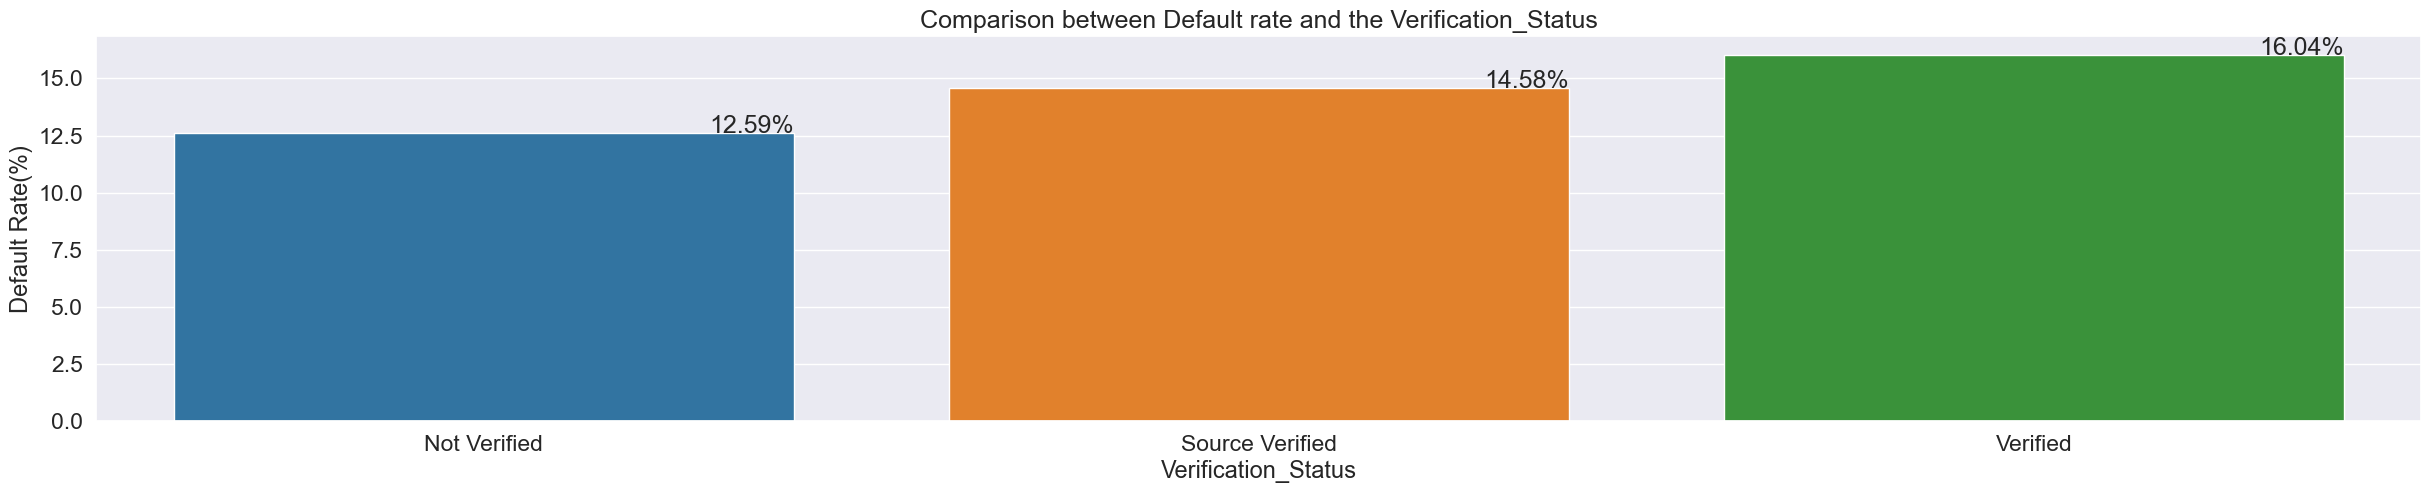 Comparison between Default rate and the Verification_Status
16.04%
15.0
14.58%
12.59%
12.5
10.0
7.5
5.0
2.5
0.0
Default Rate(%)
Not Verified
Source Verified
Verified
Verification_Status